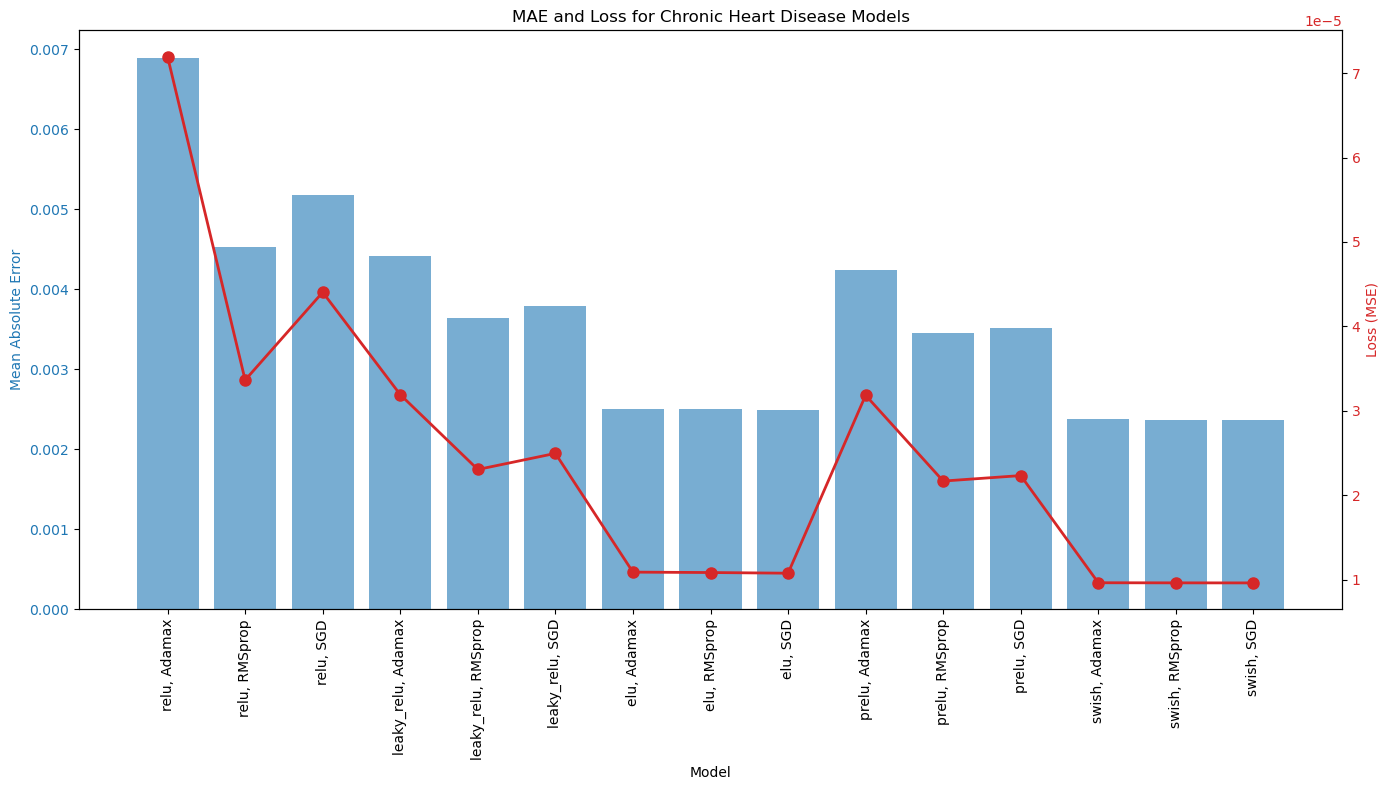 MAE and Loss for Chronic Heart Disease Models
1e−5
0.007
0.006
0.005
0.004
0.003
0.002
0.001
0.000
Mean Absolute Error
7
6
5
4
3
2
1
Loss (MSE)
relu, Adamax
relu, RMSprop
relu, SGD
leaky_relu, Adamax
leaky_relu, RMSprop
leaky_relu, SGD
elu, Adamax
elu, RMSprop
elu, SGD
prelu, Adamax
prelu, RMSprop
prelu, SGD
swish, Adamax
swish, RMSprop
swish, SGD
Model